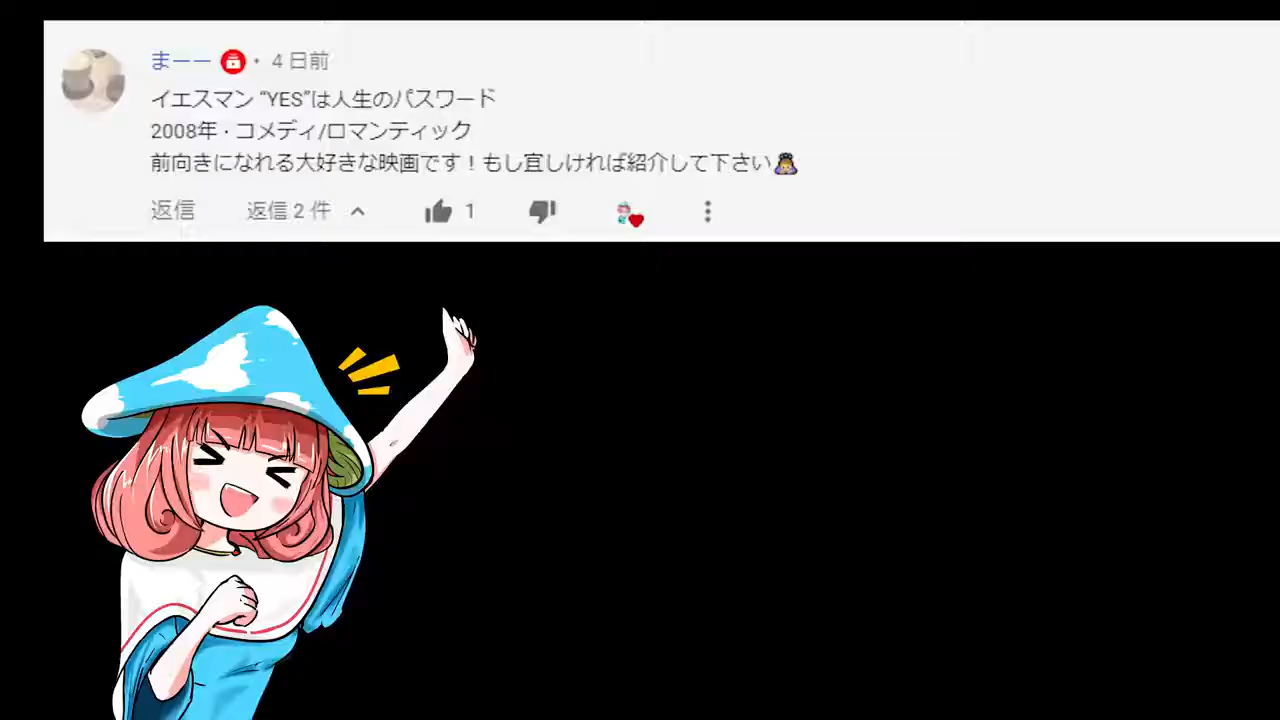 まーー · 4 日前
イエスマン “YES”は人生のパスワード
2008年 · コメディ/ロマンティック
前向きになれる大好きな映画です！もし宜しければ紹介して下さい🙇‍♀️
返信 返信 2 件 1